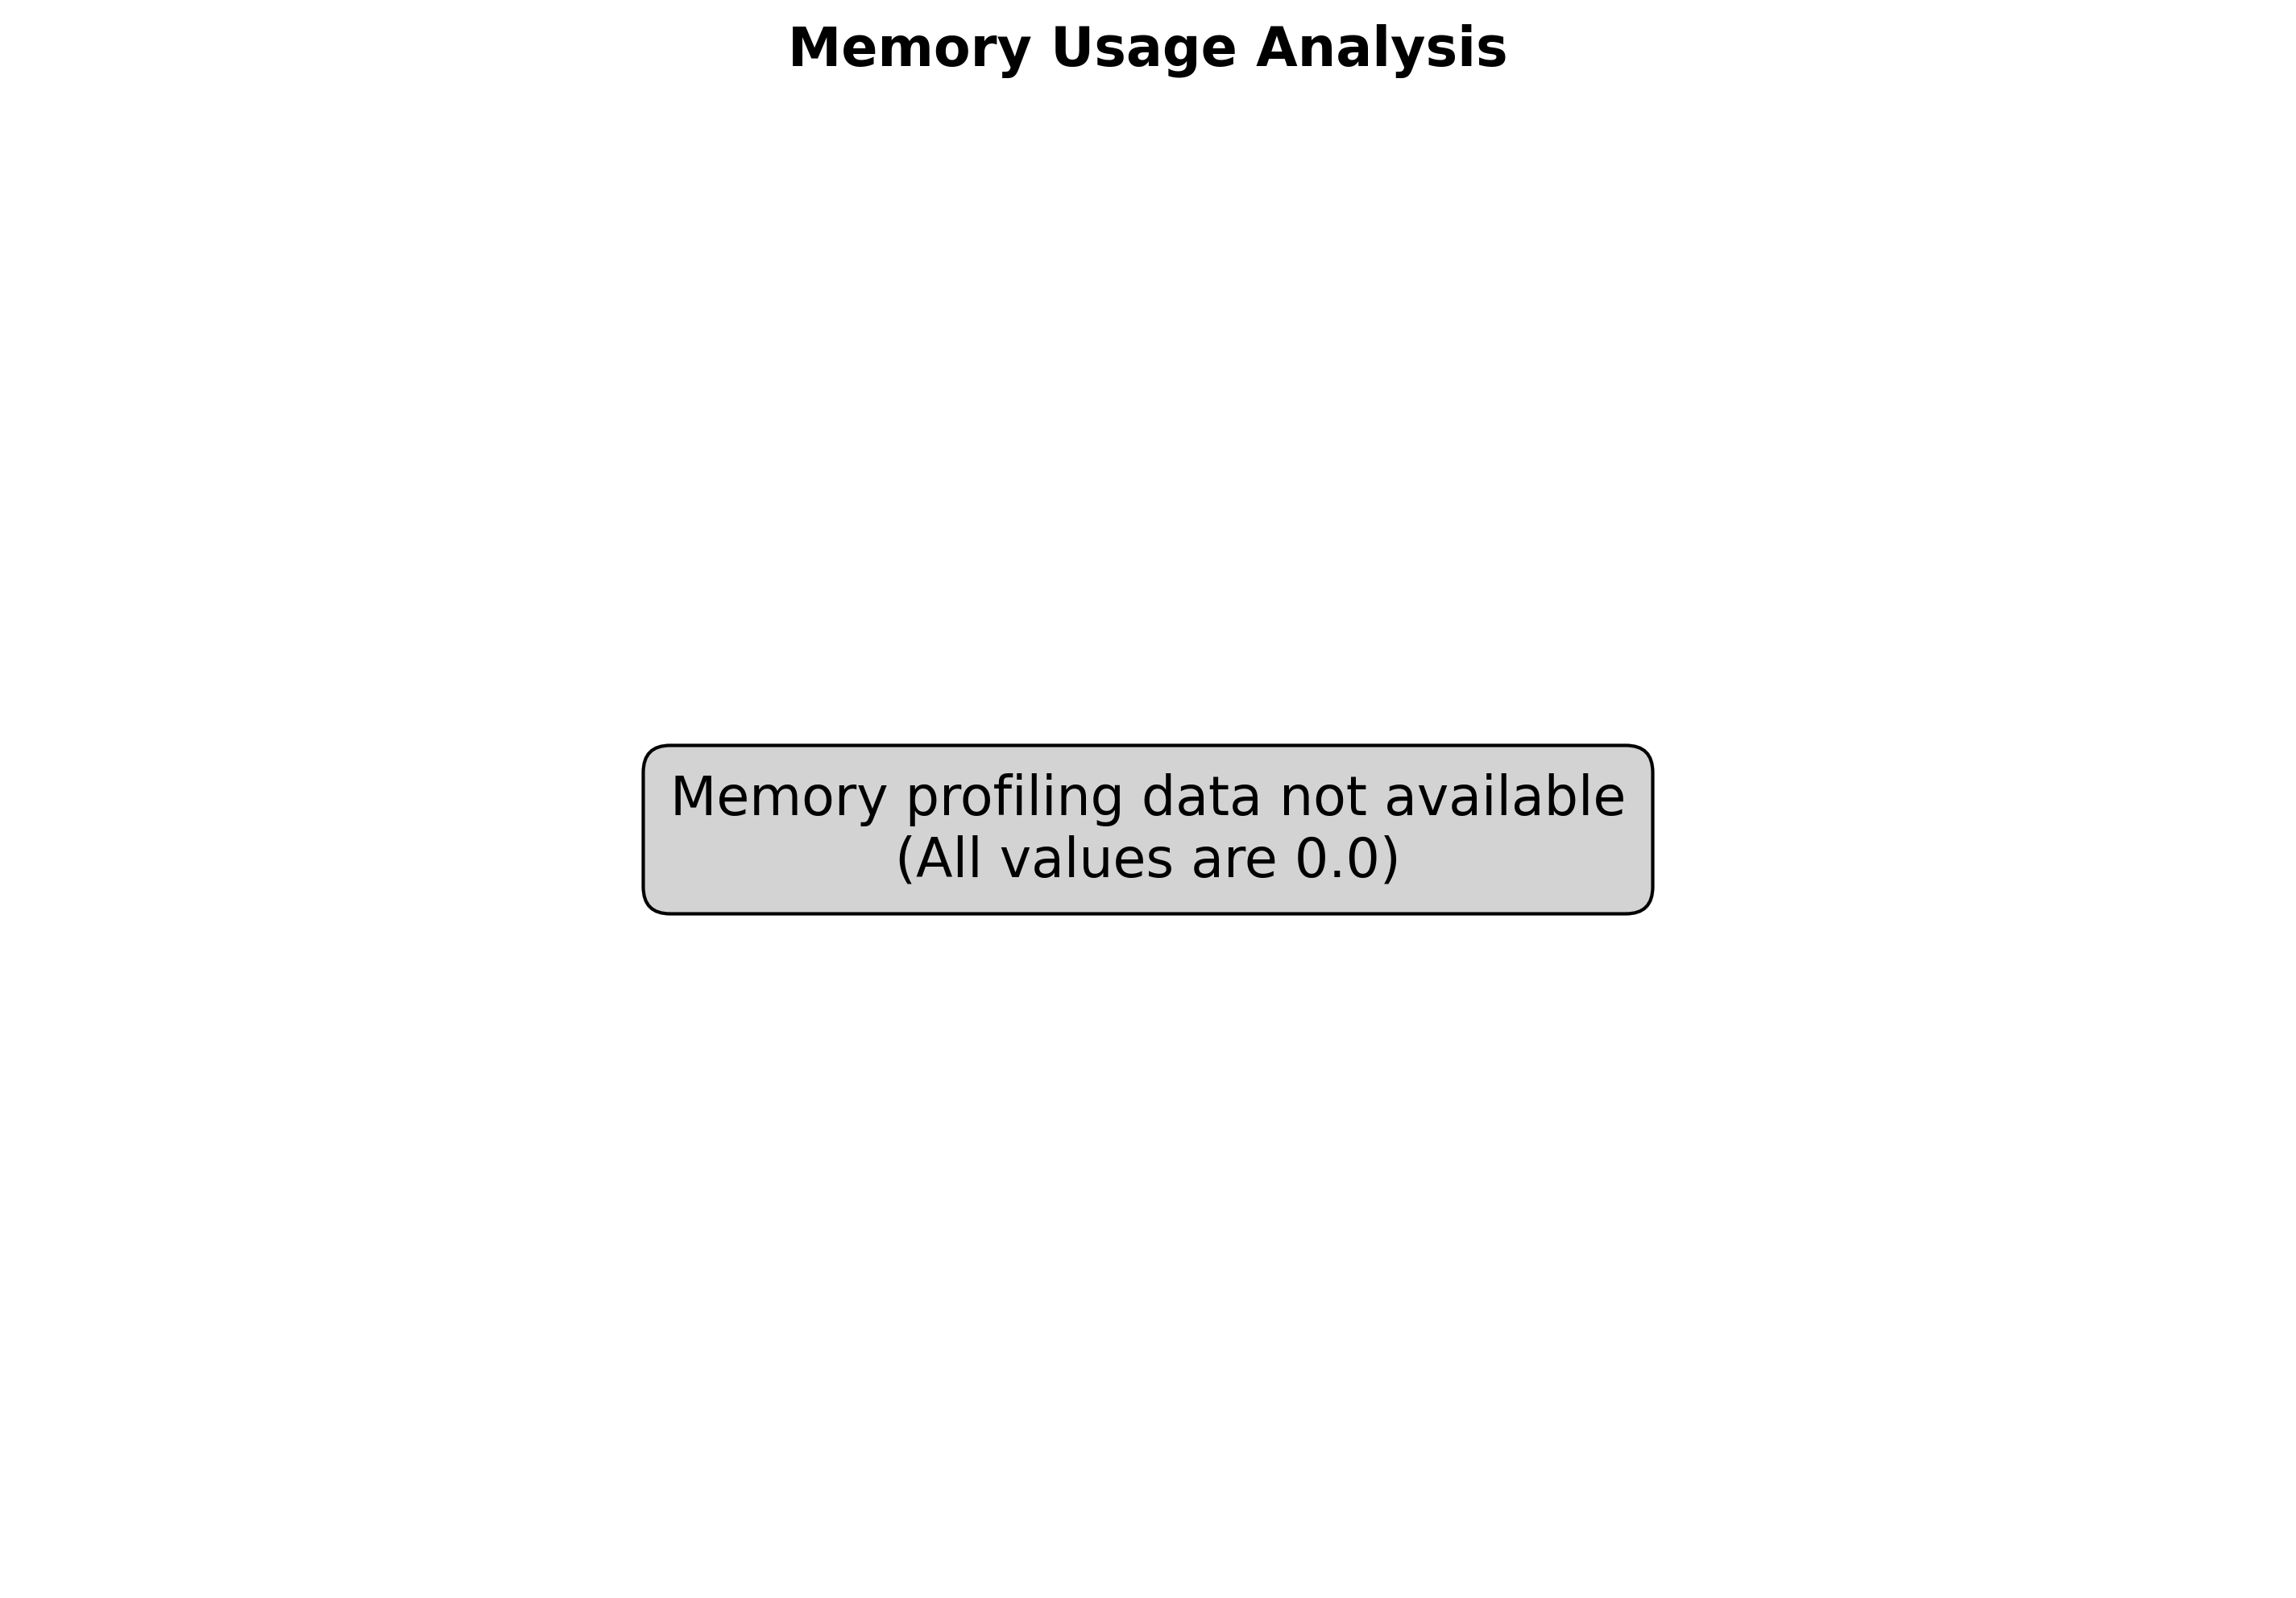 Memory Usage Analysis
Memory profiling data not available
(All values are 0.0)